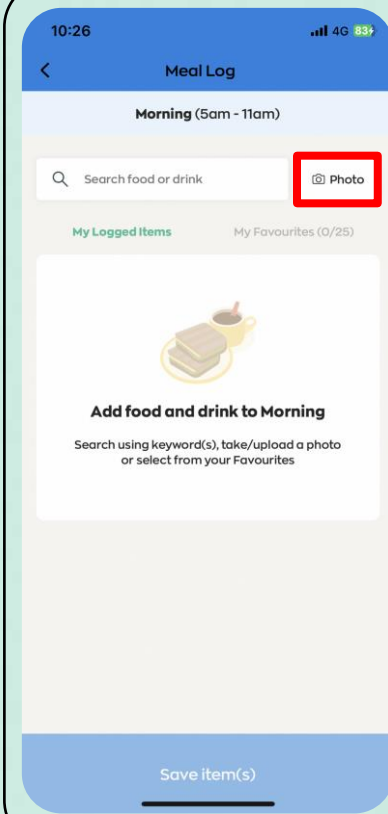 10:26 4G 83
Meal Log
Morning (5am - 11am)
Search food or drink Photo
My Logged Items My Favourites (0/25)
Add food and drink to Morning
Search using keyword(s), take/upload a photo
or select from your Favourites
Save item(s)